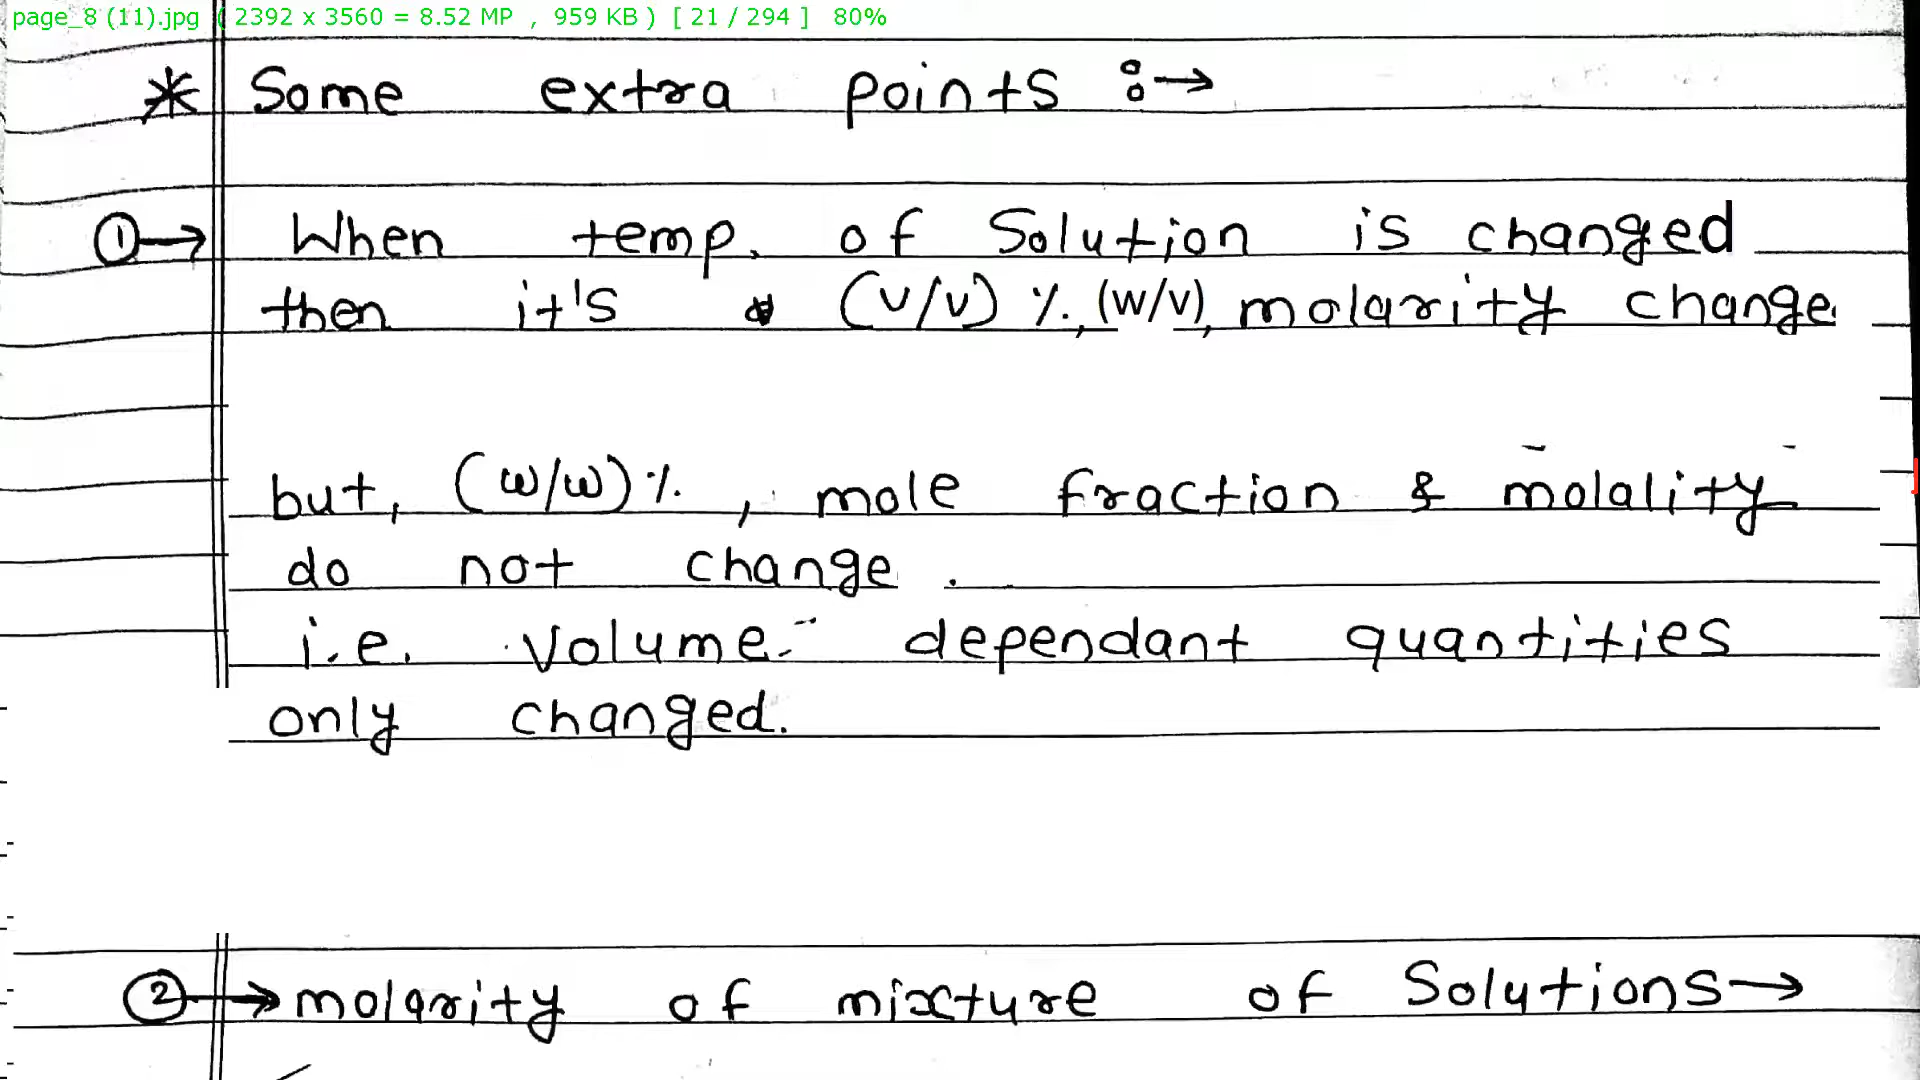 page_8 (11).jpg ( 2392 x 3560 = 8.52 MP , 959 KB ) [ 21 / 294 ] 80%
* Some extra points :→
①→ When temp. of Solution is changed
then it's (v/v) %., (w/v), molarity change.
but, (w/w) %. , mole fraction & molality
do not change .
i.e. volume- dependant quantities
only changed.
②→ molarity of mixture of Solutions→